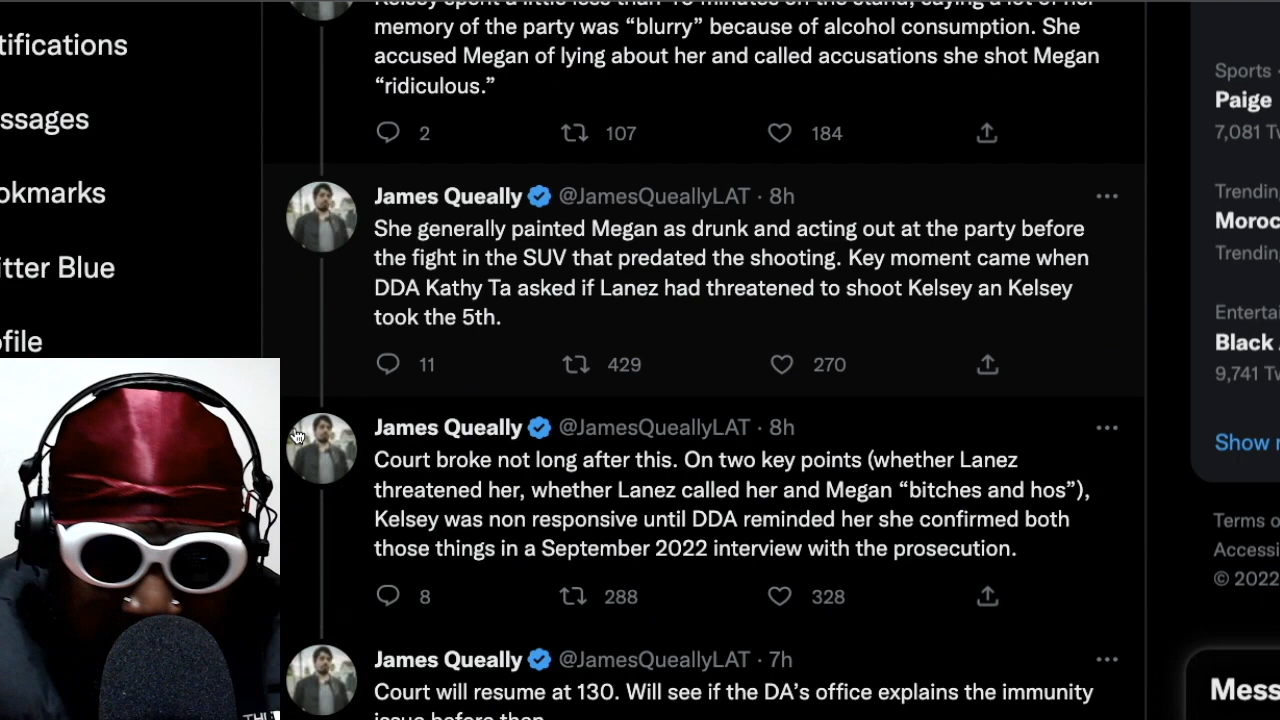 tifications
ssages
okmarks
itter Blue
ofile
memory of the party was “blurry” because of alcohol consumption. She
accused Megan of lying about her and called accusations she shot Megan
“ridiculous.”
2 107 184
James Queally @JamesQueallyLAT · 8h
She generally painted Megan as drunk and acting out at the party before
the fight in the SUV that predated the shooting. Key moment came when
DDA Kathy Ta asked if Lanez had threatened to shoot Kelsey an Kelsey
took the 5th.
11 429 270
James Queally @JamesQueallyLAT · 8h
Court broke not long after this. On two key points (whether Lanez
threatened her, whether Lanez called her and Megan “bitches and hos”),
Kelsey was non responsive until DDA reminded her she confirmed both
those things in a September 2022 interview with the prosecution.
8 288 328
James Queally @JamesQueallyLAT · 7h
Court will resume at 130. Will see if the DA’s office explains the immunity
issue before then
Sports ·
Paige
7,081 Tw
Trending
Moroc
Trending
Enterta
Black
9,741 Tw
Show m
Terms o
Accessi
© 2022
Mess